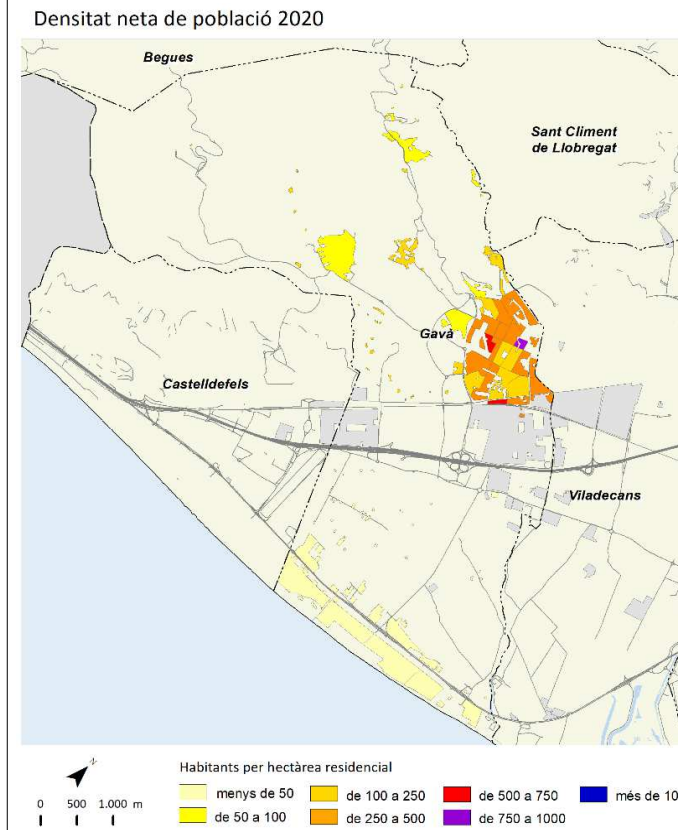 Densitat neta de població 2020
Begues
Sant Climent
de Llobregat
Gavà
Castelldefels
Viladecans
N
0 500 1.000 m
Habitants per hectàrea residencial
menys de 50
de 100 a 250
de 500 a 750
més de 10
de 50 a 100
de 250 a 500
de 750 a 1000